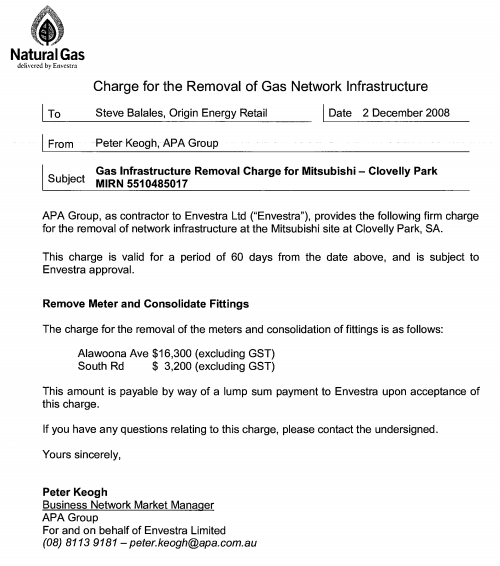 Natural Gas
delivered by Envestra
Charge for the Removal of Gas Network Infrastructure
To Steve Balales, Origin Energy Retail Date 2 December 2008
From Peter Keogh, APA Group
Subject Gas Infrastructure Removal Charge for Mitsubishi – Clovelly Park
MIRN 5510485017
APA Group, as contractor to Envestra Ltd ("Envestra"), provides the following firm charge
for the removal of network infrastructure at the Mitsubishi site at Clovelly Park, SA.
This charge is valid for a period of 60 days from the date above, and is subject to
Envestra approval.
Remove Meter and Consolidate Fittings
The charge for the removal of the meters and consolidation of fittings is as follows:
Alawoona Ave $16,300 (excluding GST)
South Rd $ 3,200 (excluding GST)
This amount is payable by way of a lump sum payment to Envestra upon acceptance of
this charge.
If you have any questions relating to this charge, please contact the undersigned.
Yours sincerely,
Peter Keogh
Business Network Market Manager
APA Group
For and on behalf of Envestra Limited
(08) 8113 9181 – peter.keogh@apa.com.au